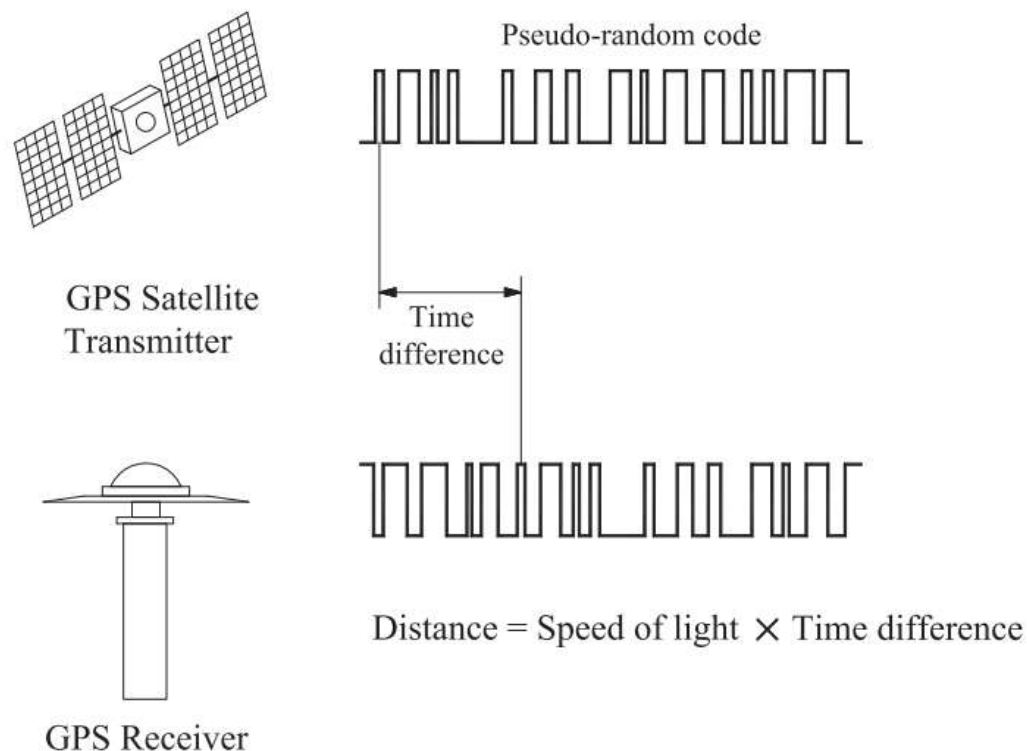 Pseudo-random code
GPS Satellite
Transmitter
Time
difference
Distance = Speed of light × Time difference
GPS Receiver